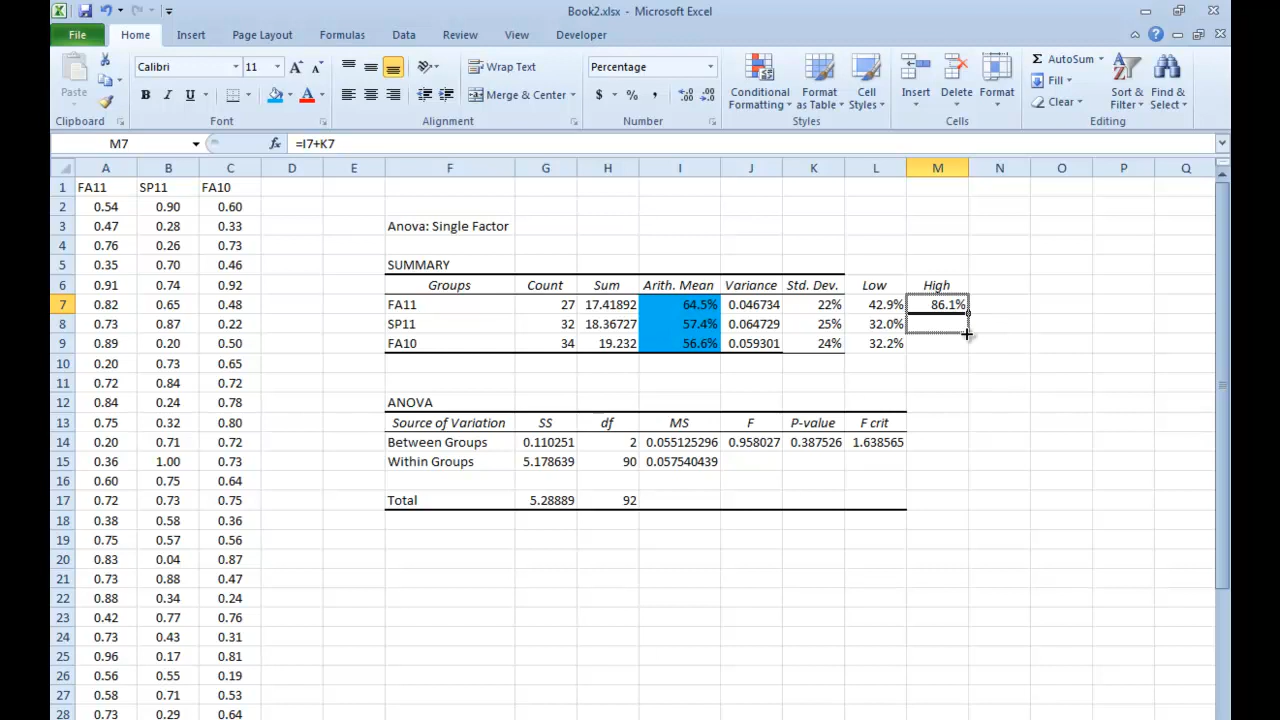 Book2.xlsx - Microsoft Excel
File Home Insert Page Layout Formulas Data Review View Developer
Calibri 11 Wrap Text Percentage Σ AutoSum
Paste B I U Merge & Center $ % , Conditional Formatting Format as Table Cell Styles Insert Delete Format Fill Clear Sort & Filter Find & Select
Clipboard Font Alignment Number Styles Cells Editing
M7 fx =I7+K7
A B C D E F G H I J K L M N O P Q
1 FA11 SP11 FA10
2 0.54 0.90 0.60
3 0.47 0.28 0.33 Anova: Single Factor
4 0.76 0.26 0.73
5 0.35 0.70 0.46 SUMMARY
6 0.91 0.74 0.92 Groups Count Sum Arith. Mean Variance Std. Dev. Low High
7 0.82 0.65 0.48 FA11 27 17.41892 64.5% 0.046734 22% 42.9% 86.1%
8 0.73 0.87 0.22 SP11 32 18.36727 57.4% 0.064729 25% 32.0%
9 0.89 0.20 0.50 FA10 34 19.232 56.6% 0.059301 24% 32.2%
10 0.20 0.73 0.65
11 0.72 0.84 0.72
12 0.84 0.24 0.78 ANOVA
13 0.75 0.32 0.80 Source of Variation SS df MS F P-value F crit
14 0.20 0.71 0.72 Between Groups 0.110251 2 0.055125296 0.958027 0.387526 1.638565
15 0.36 1.00 0.73 Within Groups 5.178639 90 0.057540439
16 0.60 0.75 0.64
17 0.72 0.73 0.75 Total 5.28889 92
18 0.38 0.58 0.36
19 0.75 0.57 0.56
20 0.83 0.04 0.87
21 0.73 0.88 0.47
22 0.88 0.34 0.24
23 0.42 0.77 0.76
24 0.73 0.43 0.31
25 0.96 0.17 0.81
26 0.56 0.55 0.19
27 0.58 0.71 0.53
28 0.73 0.29 0.64